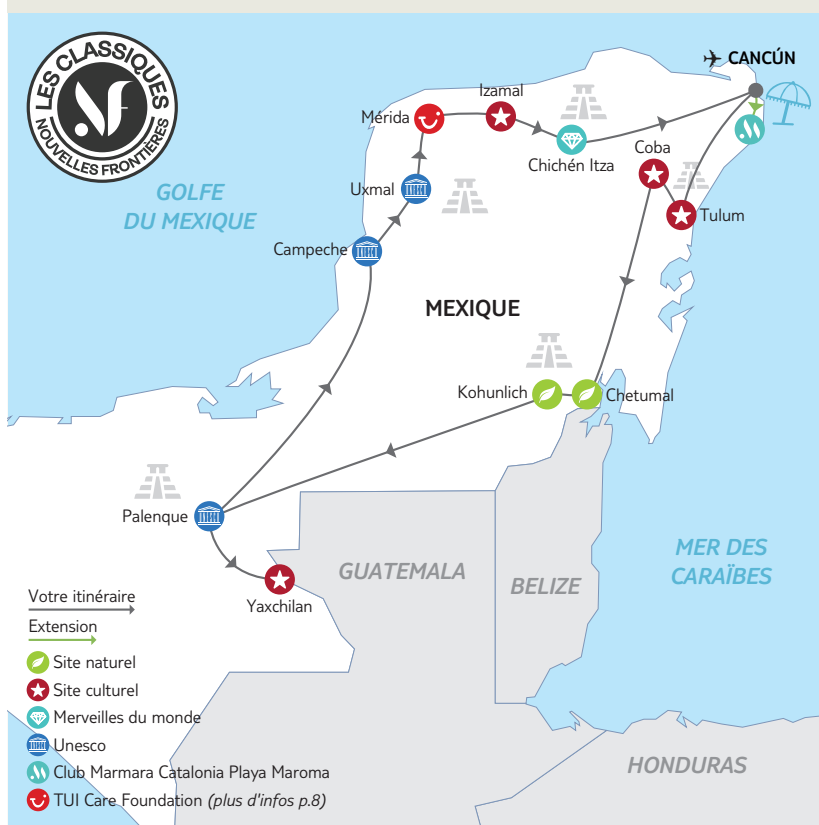 LES CLASSIQUES
NOUVELLES FRONTIÈRES
CANCÚN
Izamal
Mérida
Chichén Itza
Coba
Uxmal
Tulum
GOLFE
DU MEXIQUE
Campeche
MEXIQUE
Kohunlich
Chetumal
Palenque
GUATEMALA
BELIZE
MER DES
CARAÏBES
Yaxchilan
HONDURAS
Votre itinéraire
Extension
Site naturel
Site culturel
Merveilles du monde
Unesco
Club Marmara Catalonia Playa Maroma
TUI Care Foundation (plus d'infos p.8)